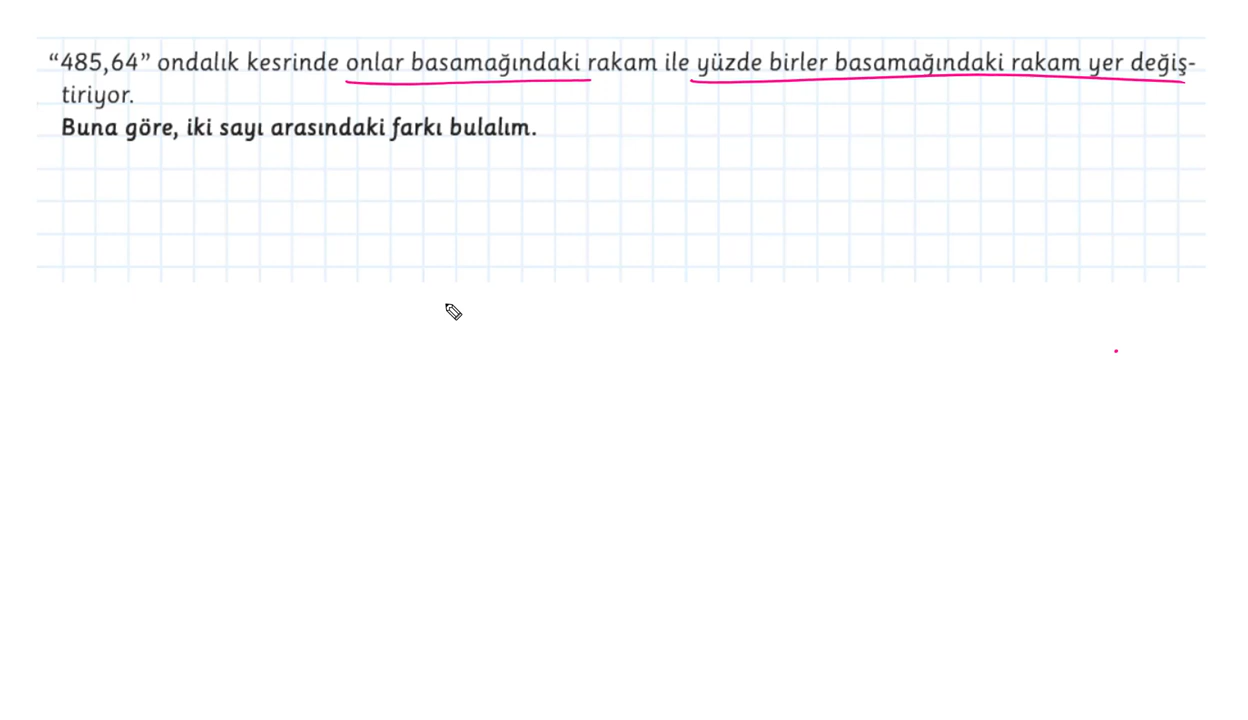 “485,64” ondalık kesrinde onlar basamağındaki rakam ile yüzde birler basamağındaki rakam yer değiş-
tiriyor.
Buna göre, iki sayı arasındaki farkı bulalım.